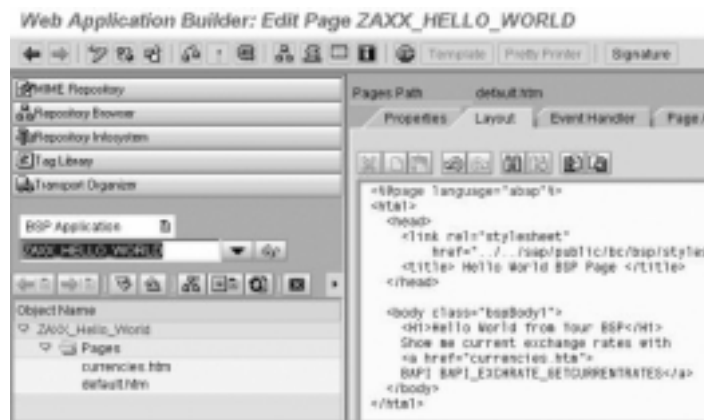 Web Application Builder: Edit Page ZAXX_HELLO_WORLD
Template Pretty Printer Signature
MIME Repository
Repository Browser
Repository Infosystem
Tag Library
Transport Organizer
BSP Application
ZAXX_HELLO_WORLD
Object Name
ZAXX_Hello_World
Pages
currencies.htm
default.htm
Pages Path default.htm
Properties Layout Event Handler Page
<%@page language="abap"%>
<html>
<head>
<link rel="stylesheet"
href="../../sap/public/bc/bsp/styles
<title> Hello World BSP Page </title>
</head>
<body class="bspBody1">
<H1>Hello World from Your BSP</H1>
Show me current exchange rates with
<a href="currencies.htm">
BAPI BAPI_EXCHRATE_GETCURRENTRATES</a>
</body>
</html>